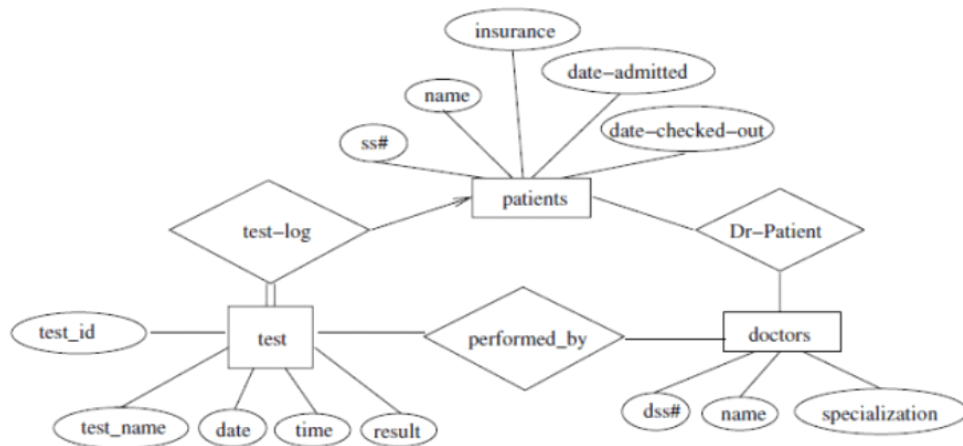 insurance
date-admitted
name
date-checked-out
ss#
patients
test-log
Dr-Patient
test_id
test
performed_by
doctors
test_name
date
time
result
dss#
name
specialization